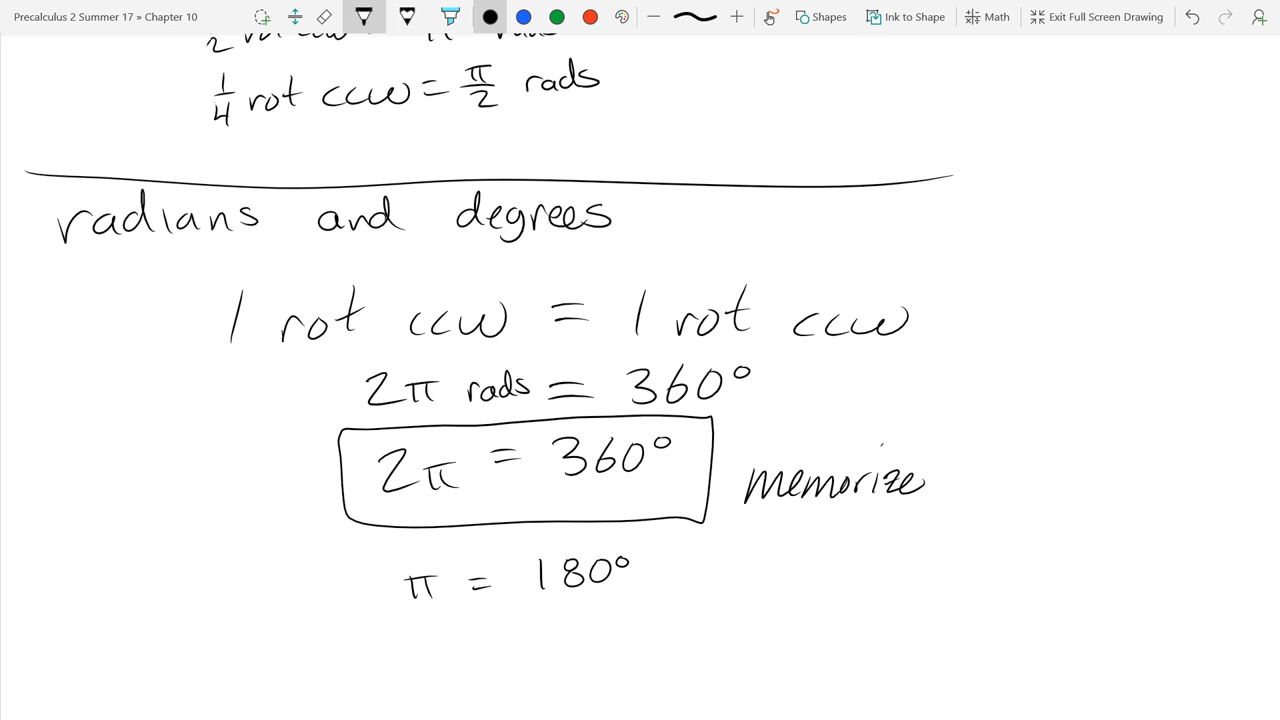 Precalculus 2 Summer 17 » Chapter 10
Shapes
Ink to Shape
Math
Exit Full Screen Drawing
1/4 rot ccw = π/2 rads
radians and degrees
1 rot ccw = 1 rot ccw
2π rads = 360°
2π = 360°
memorize
π = 180°